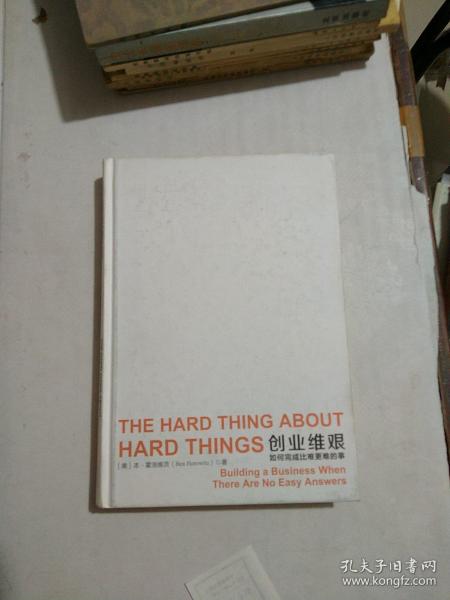 THE HARD THING ABOUT
HARD THINGS 创业维艰
如何完成比难更难的事
[美] 本·霍洛维茨 (Ben Horowitz) ◎著
Building a Business When
There Are No Easy Answers
孔夫子旧书网
www.kongfz.com